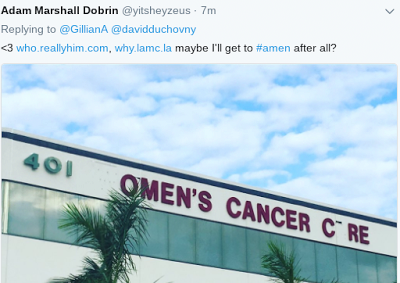 Adam Marshall Dobrin @yitsheyzeus · 7m
Replying to @GillianA @davidduchovny
<3 who.reallyhim.com, why.lamc.la maybe I'll get to #amen after all?
401
O'MEN'S CANCER C RE